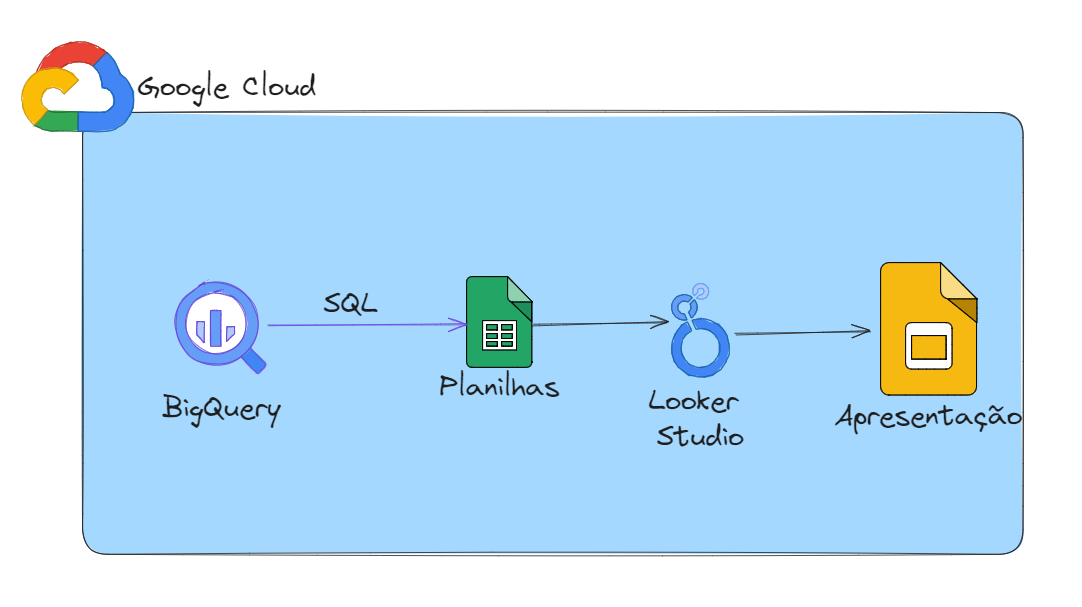 Google Cloud
SQL
BigQuery
Planilhas
Looker
Studio
Apresentação